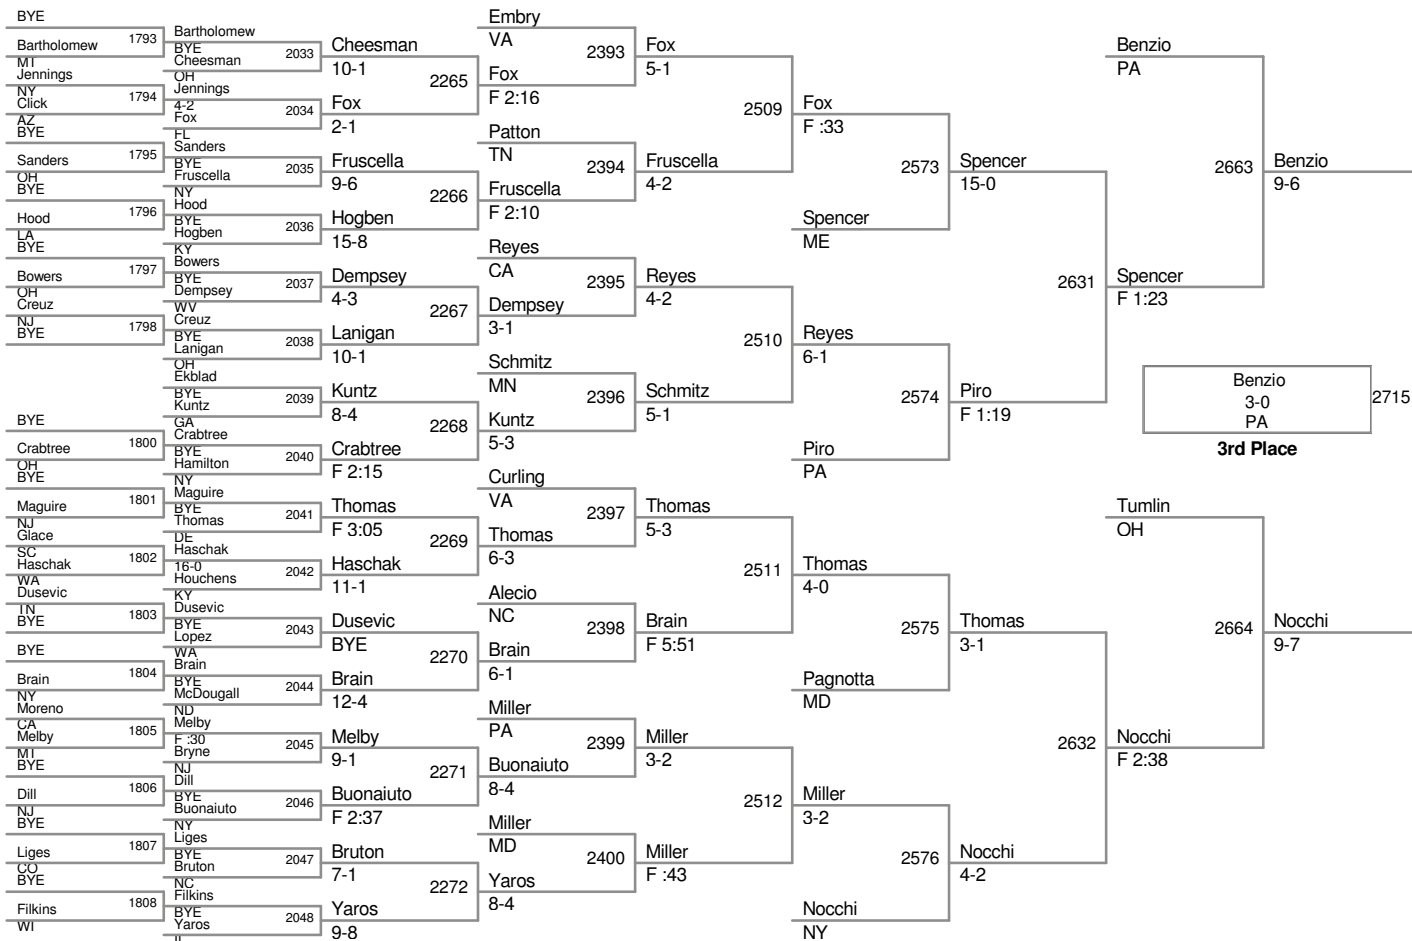 BYE
1793
Bartholomew
MT
Jennings
NY
1794
Click
AZ
BYE
1795
Sanders
OH
BYE
1796
Hood
LA
BYE
1797
Bowers
OH
Creuz
NJ
1798
BYE
BYE
1800
Crabtree
OH
BYE
1801
Maguire
NJ
Glace
SC
1802
Haschak
WA
Dusevic
TN
1803
BYE
BYE
1804
Brain
NY
Moreno
CA
1805
Melby
MT
BYE
1806
Dill
NJ
BYE
1807
Liges
CO
BYE
1808
Filkins
WI
Bartholomew
BYE
2033
Cheesman
OH
Jennings
4-2
2034
Fox
FL
Sanders
BYE
2035
Fruscella
NY
Hood
BYE
2036
Hogben
KY
Bowers
BYE
2037
Dempsey
WV
Creuz
BYE
2038
Lanigan
OH
Ekblad
BYE
2039
Kuntz
GA
Crabtree
BYE
2040
Hamilton
NY
Maguire
BYE
2041
Thomas
DE
Haschak
16-0
2042
Houchens
KY
Dusevic
BYE
2043
Lopez
WA
Brain
BYE
2044
McDougall
ND
Melby
F :30
2045
Bryne
NJ
Dill
BYE
2046
Buonaiuto
NY
Liges
BYE
2047
Bruton
NC
Filkins
BYE
2048
Yaros
Cheesman
10-1
2265
Fox
2-1
Fruscella
9-6
2266
Hogben
15-8
Dempsey
4-3
2267
Lanigan
10-1
Kuntz
8-4
2268
Crabtree
F 2:15
Thomas
F 3:05
2269
Haschak
11-1
Dusevic
BYE
2270
Brain
12-4
Melby
9-1
2271
Buonaiuto
F 2:37
Bruton
7-1
2272
Yaros
9-8
Embry
VA
2393
Fox
F 2:16
Patton
TN
2394
Fruscella
F 2:10
Reyes
CA
2395
Dempsey
3-1
Schmitz
MN
2396
Kuntz
5-3
Curling
VA
2397
Thomas
6-3
Alecio
NC
2398
Brain
6-1
Miller
PA
2399
Buonaiuto
8-4
Miller
MD
2400
Yaros
8-4
Fox
5-1
2509
Fruscella
4-2
Reyes
4-2
2510
Schmitz
5-1
Thomas
5-3
2511
Brain
F 5:51
Miller
3-2
2512
Miller
F :43
Fox
F :33
2573
Spencer
ME
Reyes
6-1
2574
Piro
PA
Thomas
4-0
2575
Pagnotta
MD
Miller
3-2
2576
Nocchi
NY
Spencer
15-0
2631
Piro
F 1:19
Thomas
3-1
2632
Nocchi
4-2
Benzio
PA
2663
Spencer
F 1:23
Tumlin
OH
2664
Nocchi
F 2:38
Benzio
9-6
Nocchi
9-7
Benzio
3-0
2715
PA
3rd Place